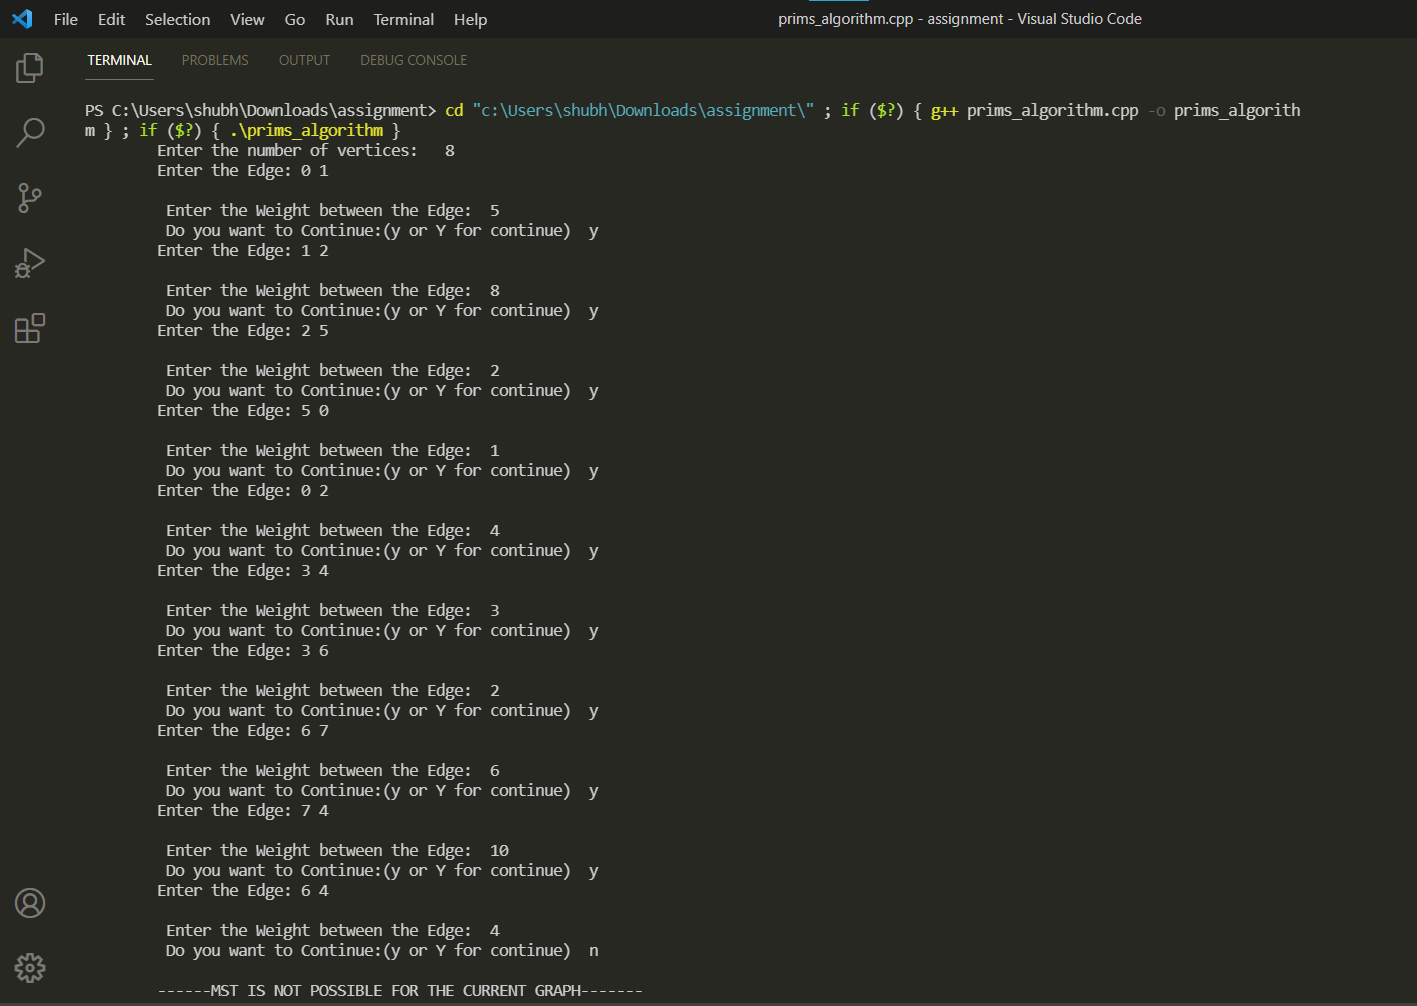 File Edit Selection View Go Run Terminal Help prims_algorithm.cpp - assignment - Visual Studio Code
TERMINAL PROBLEMS OUTPUT DEBUG CONSOLE
PS C:\Users\shubh\Downloads\assignment> cd "c:\Users\shubh\Downloads\assignment\" ; if ($?) { g++ prims_algorithm.cpp -o prims_algorith
m } ; if ($?) { .\prims_algorithm }
Enter the number of vertices: 8
Enter the Edge: 0 1
Enter the Weight between the Edge: 5
Do you want to Continue:(y or Y for continue) y
Enter the Edge: 1 2
Enter the Weight between the Edge: 8
Do you want to Continue:(y or Y for continue) y
Enter the Edge: 2 5
Enter the Weight between the Edge: 2
Do you want to Continue:(y or Y for continue) y
Enter the Edge: 5 0
Enter the Weight between the Edge: 1
Do you want to Continue:(y or Y for continue) y
Enter the Edge: 0 2
Enter the Weight between the Edge: 4
Do you want to Continue:(y or Y for continue) y
Enter the Edge: 3 4
Enter the Weight between the Edge: 3
Do you want to Continue:(y or Y for continue) y
Enter the Edge: 3 6
Enter the Weight between the Edge: 2
Do you want to Continue:(y or Y for continue) y
Enter the Edge: 6 7
Enter the Weight between the Edge: 6
Do you want to Continue:(y or Y for continue) y
Enter the Edge: 7 4
Enter the Weight between the Edge: 10
Do you want to Continue:(y or Y for continue) y
Enter the Edge: 6 4
Enter the Weight between the Edge: 4
Do you want to Continue:(y or Y for continue) n
------MST IS NOT POSSIBLE FOR THE CURRENT GRAPH-------